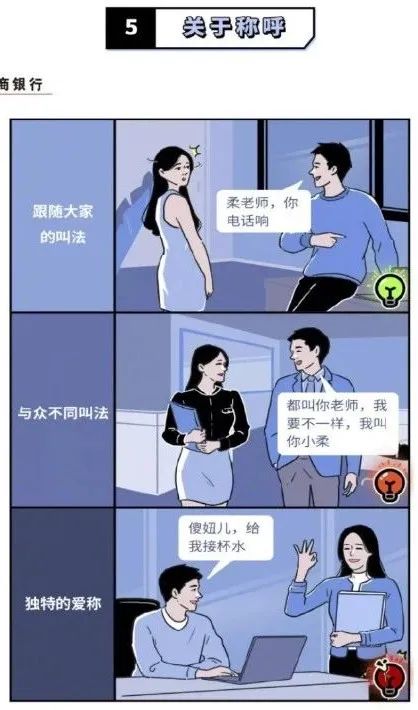 5 关于称呼
商银行
跟随大家
的叫法
柔老师，你
电话响
与众不同叫法
都叫你老师，我
要不一样，我叫
你小柔
独特的爱称
傻妞儿，给
我接杯水